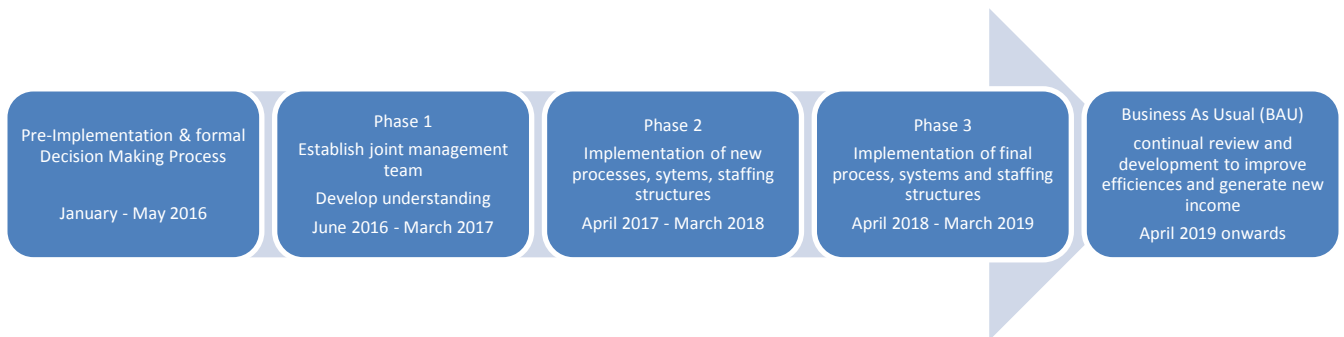 Pre-Implementation & formal
Decision Making Process
January - May 2016
Phase 1
Establish joint management
team
Develop understanding
June 2016 - March 2017
Phase 2
Implementation of new
processes, sytems, staffing
structures
April 2017 - March 2018
Phase 3
Implementation of final
process, systems and staffing
structures
April 2018 - March 2019
Business As Usual (BAU)
continual review and
development to improve
efficiences and generate new
income
April 2019 onwards